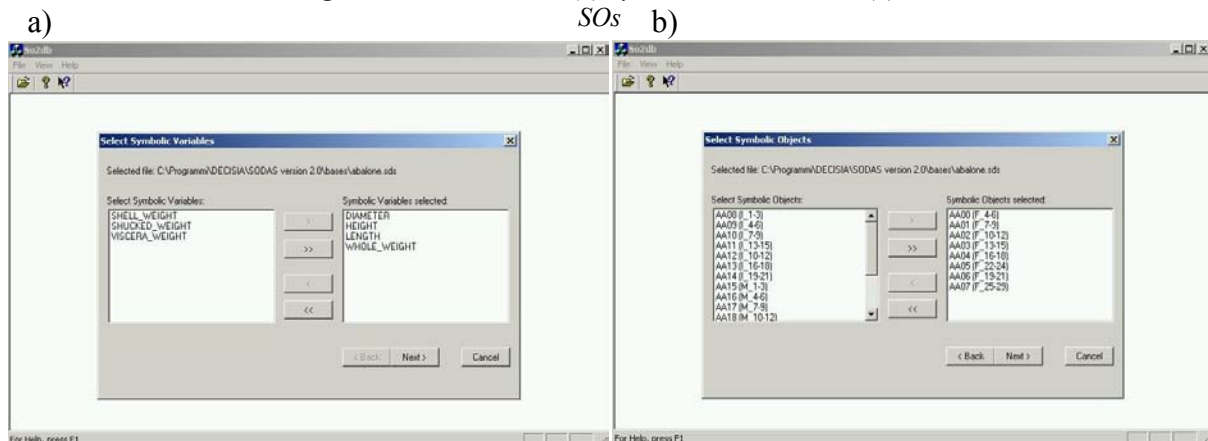 SOs
a)
b)
So2db
File View Help
Select Symbolic Variables
Selected file: C:\Programmi\DECISIA\SODAS version 2.0\bases\abalone.sds
Select Symbolic Variables:
Symbolic Variables selected:
SHELL_WEIGHT
SHUCKED_WEIGHT
VISCERA_WEIGHT
>
>>
<
<<
DIAMETER
HEIGHT
LENGTH
WHOLE_WEIGHT
< Back
Next >
Cancel
For Help, press F1
So2db
File View Help
Select Symbolic Objects
Selected file: C:\Programmi\DECISIA\SODAS version 2.0\bases\abalone.sds
Select Symbolic Objects:
Symbolic Objects selected:
AA08 (I_1-3)
AA09 (I_4-6)
AA10 (I_7-9)
AA11 (I_13-15)
AA12 (I_10-12)
AA13 (I_16-18)
AA14 (I_19-21)
AA15 (M_1-3)
AA16 (M_4-6)
AA17 (M_7-9)
AA18 (M_10-12)
>
>>
<
<<
AA00 (F_4-6)
AA01 (F_7-9)
AA02 (F_10-12)
AA03 (F_13-15)
AA04 (F_16-18)
AA05 (F_22-24)
AA06 (F_19-21)
AA07 (F_25-29)
< Back
Next >
Cancel
For Help, press F1